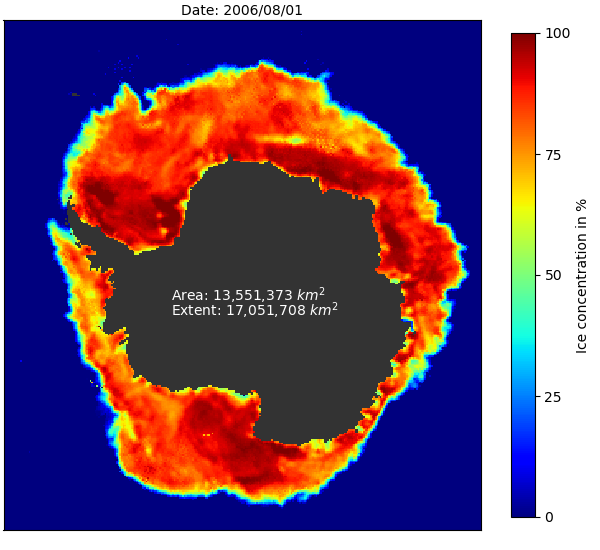 Date: 2006/08/01
Area: 13,551,373 km²
Extent: 17,051,708 km²
100
75
50
25
0
Ice concentration in %